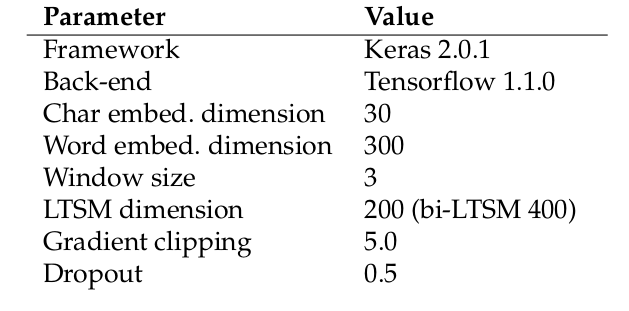 Parameter Value
Framework Keras 2.0.1
Back-end Tensorflow 1.1.0
Char embed. dimension 30
Word embed. dimension 300
Window size 3
LTSM dimension 200 (bi-LTSM 400)
Gradient clipping 5.0
Dropout 0.5